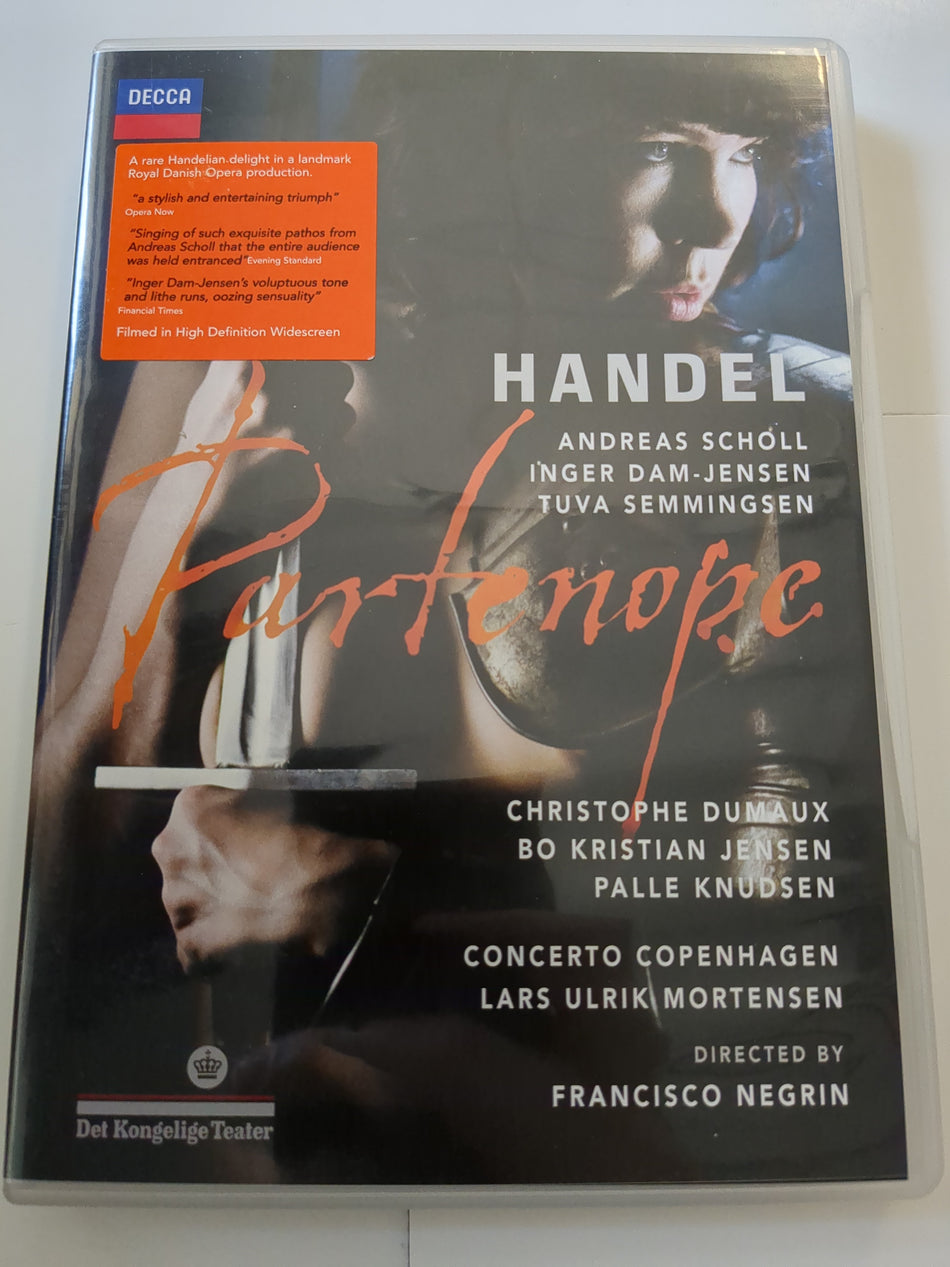 DECCA
A rare Handelian delight in a landmark
Royal Danish Opera production.
"a stylish and entertaining triumph"
Opera Now
"Singing of such exquisite pathos from
Andreas Scholl that the entire audience
was held entranced" Evening Standard
"Inger Dam-Jensen's voluptuous tone
and lithe runs, oozing sensuality"
Financial Times
Filmed in High Definition Widescreen
HANDEL
ANDREAS SCHOLL
INGER DAM-JENSEN
TUVA SEMMINGSEN
Partenope
CHRISTOPHE DUMAUX
BO KRISTIAN JENSEN
PALLE KNUDSEN
CONCERTO COPENHAGEN
LARS ULRIK MORTENSEN
DIRECTED BY
FRANCISCO NEGRIN
Det Kongelige Teater